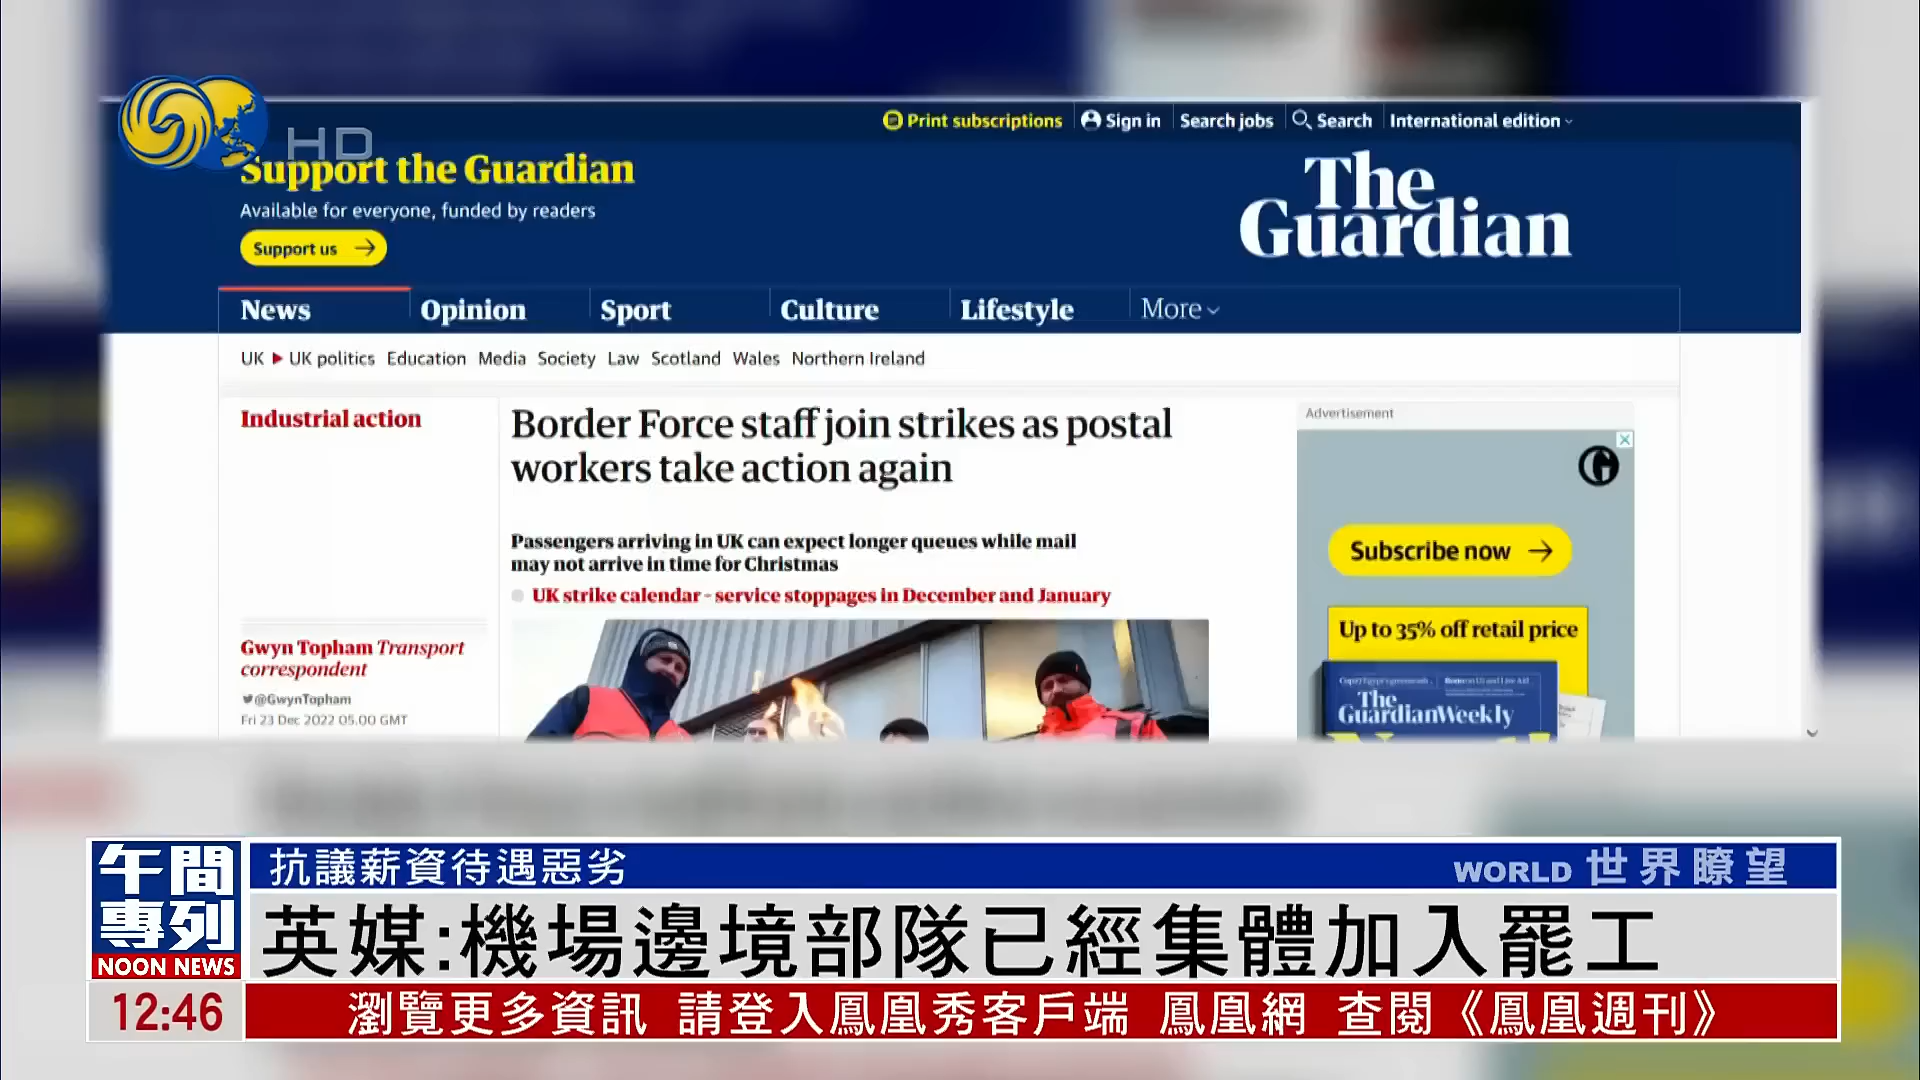 HD
Print subscriptions
Sign in
Search jobs
Search
International edition
Support the Guardian
Available for everyone, funded by readers
Support us
The
Guardian
News
Opinion
Sport
Culture
Lifestyle
More
UK
UK politics
Education
Media
Society
Law
Scotland
Wales
Northern Ireland
Industrial action
Border Force staff join strikes as postal
workers take action again
Passengers arriving in UK can expect longer queues while mail
may not arrive in time for Christmas
UK strike calendar - service stoppages in December and January
Gwyn Topham Transport
correspondent
@GwynTopham
Fri 23 Dec 2022 05.00 GMT
Advertisement
Subscribe now
Up to 35% off retail price
The
Guardian Weekly
午間
專列
NOON NEWS
12:46
抗議薪資待遇惡劣
WORLD 世界瞭望
英媒:機場邊境部隊已經集體加入罷工
瀏覽更多資訊 請登入鳳凰秀客戶端 鳳凰網 查閱《鳳凰週刊》